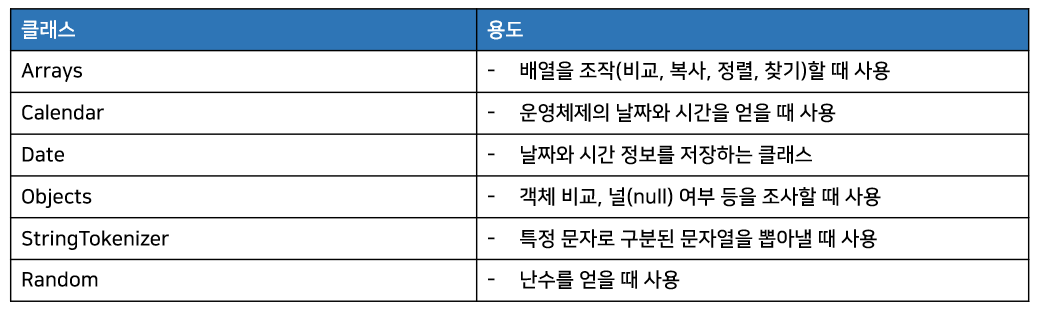 클래스 용도
Arrays - 배열을 조작(비교, 복사, 정렬, 찾기)할 때 사용
Calendar - 운영체제의 날짜와 시간을 얻을 때 사용
Date - 날짜와 시간 정보를 저장하는 클래스
Objects - 객체 비교, 널(null) 여부 등을 조사할 때 사용
StringTokenizer - 특정 문자로 구분된 문자열을 뽑아낼 때 사용
Random - 난수를 얻을 때 사용